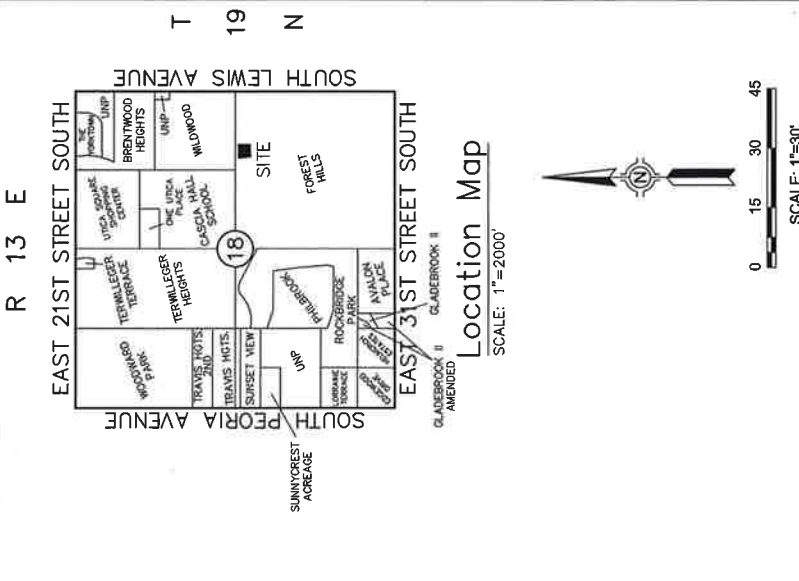 R 13 E
EAST 21ST STREET SOUTH
T
19
N
SOUTH PEORIA AVENUE
SOUTH LEWIS AVENUE
WOODWARD
PARK
TRAVIS HGTS.
2ND
TRAVIS HGTS.
SUNSET VIEW
UNP
SUNNYCREST
ACREAGE
LORRAINE
TERRACE
EDGEWOOD
DRIVE
ESTATES
TERWILLEGER
TERRACE
TERWILLEGER
HEIGHTS
18
PHILBROOK
ROCKBRIDGE
PARK
AVALON
PLACE
UTICA SQUARE
SHOPPING
CENTER
ONE UTICA
PLACE
CASCIA HALL
SCHOOL
THE
YORKTOWN
UNP
BRENTWOOD
HEIGHTS
UNP
WILDWOOD
SITE
FOREST
HILLS
EAST 31ST STREET SOUTH
GLADEBROOK II
GLADEBROOK II
AMENDED
Location Map
SCALE: 1"=2000'
N
0 15 30 45
SCALE: 1"=30'